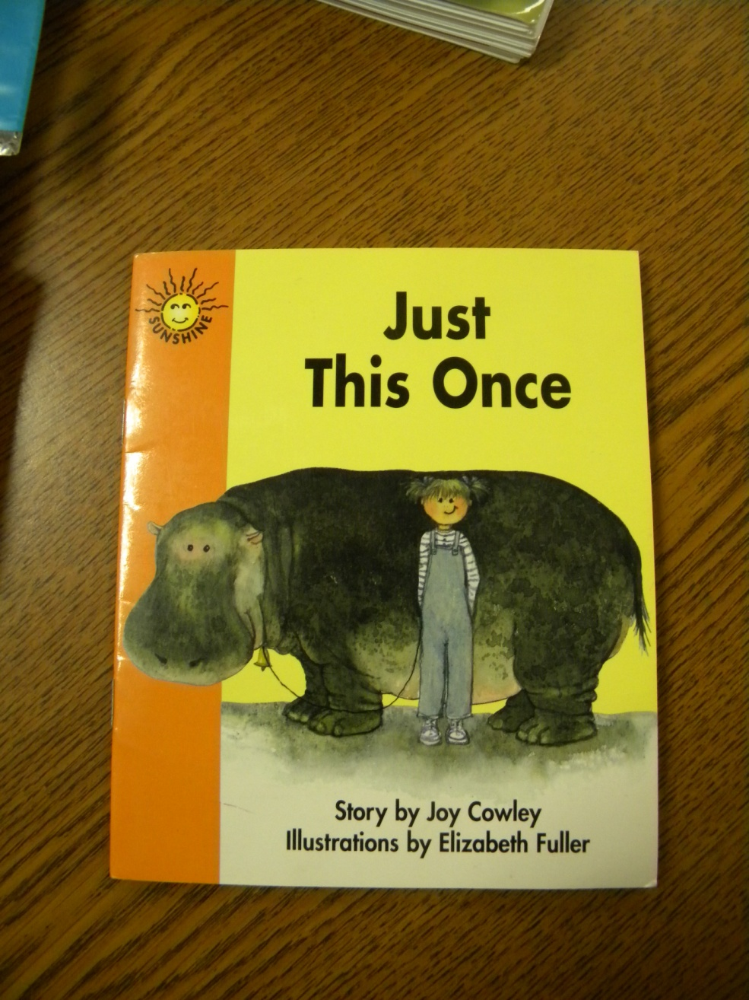 SUNSHINE
Just
This Once
Story by Joy Cowley
Illustrations by Elizabeth Fuller